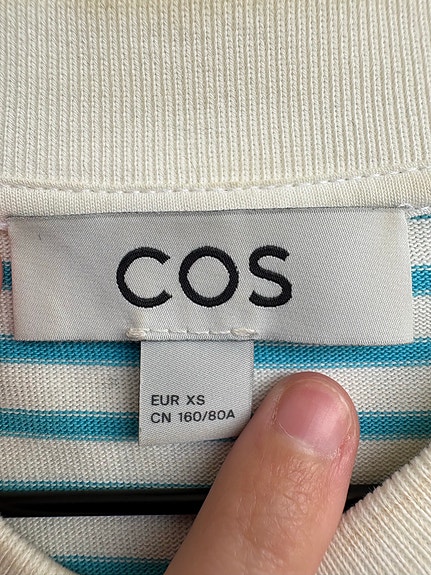 COS
EUR XS
CN 160/80A